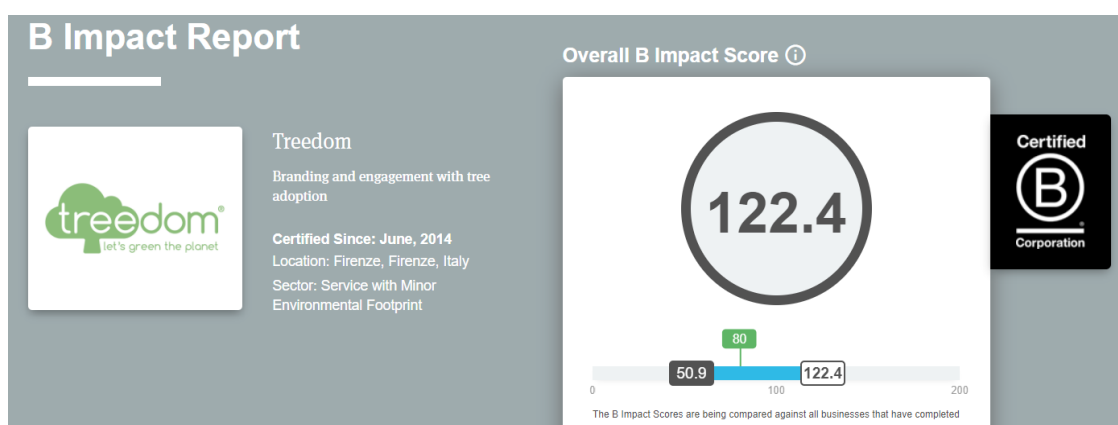 B Impact Report
treedom®
let's green the planet
Treedom
Branding and engagement with tree
adoption
Certified Since: June, 2014
Location: Firenze, Firenze, Italy
Sector: Service with Minor
Environmental Footprint
Overall B Impact Score
122.4
80
50.9
122.4
0
100
200
The B Impact Scores are being compared against all businesses that have completed
Certified
B
®
Corporation